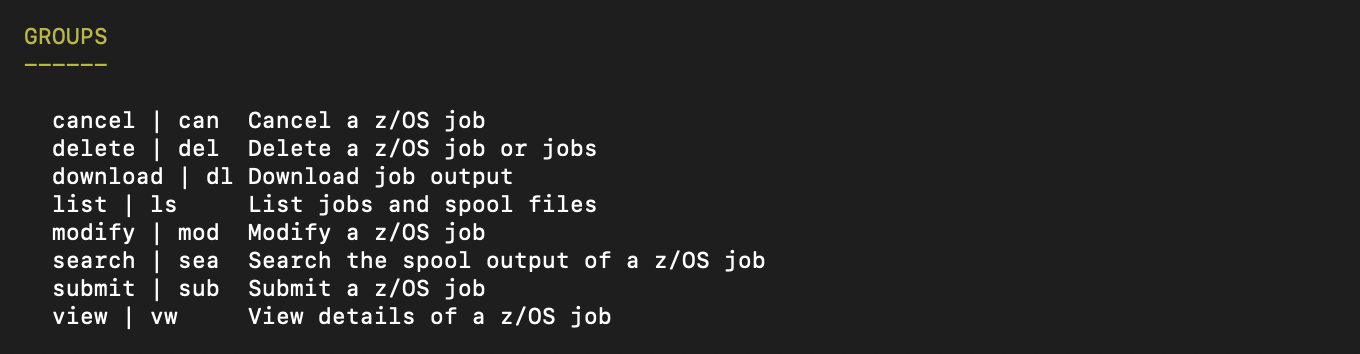 GROUPS
------
cancel | can  Cancel a z/OS job
delete | del  Delete a z/OS job or jobs
download | dl Download job output
list | ls     List jobs and spool files
modify | mod  Modify a z/OS job
search | sea  Search the spool output of a z/OS job
submit | sub  Submit a z/OS job
view | vw     View details of a z/OS job